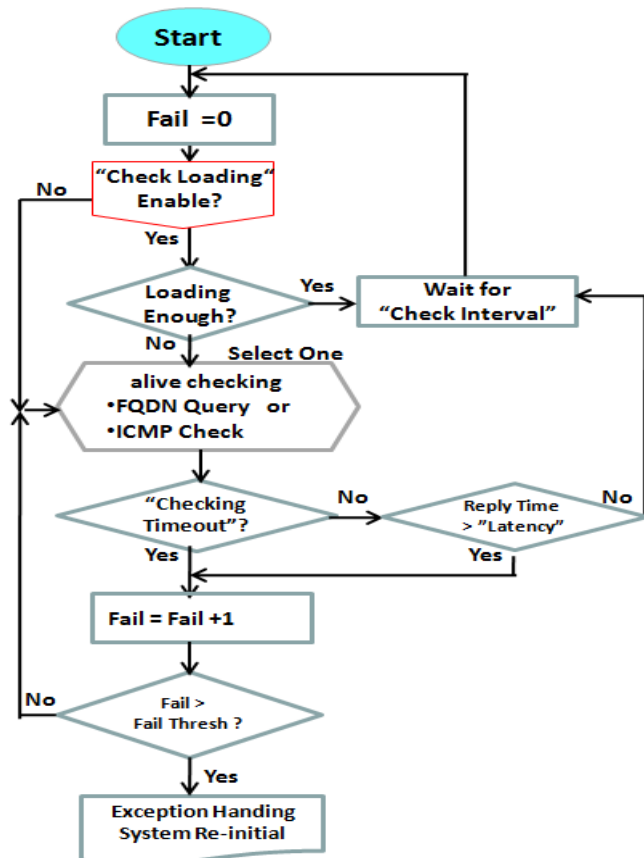 Start
Fail =0
“Check Loading“
Enable?
No
Yes
Loading
Enough?
Yes
Wait for
“Check Interval”
No
Select One
alive checking
•FQDN Query or
•ICMP Check
“Checking
Timeout”?
No
Reply Time
> ”Latency”
No
Yes
Yes
Fail = Fail +1
Fail >
Fail Thresh ?
No
Yes
Exception Handing
System Re-initial